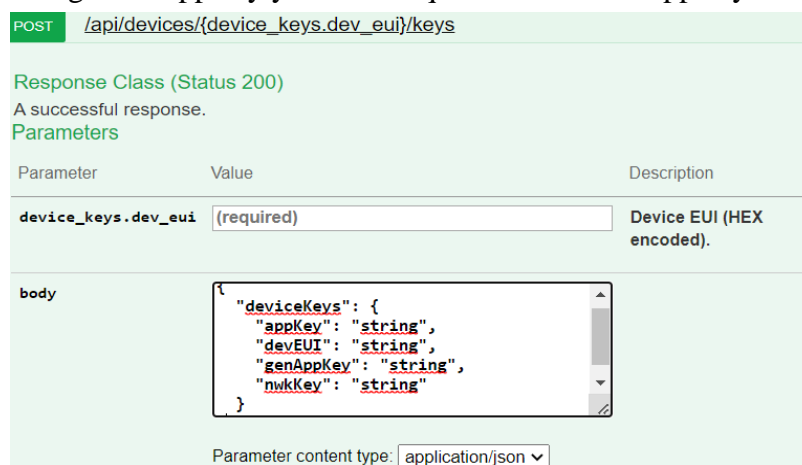 POST /api/devices/{device_keys.dev_eui}/keys
Response Class (Status 200)
A successful response.
Parameters
Parameter Value Description
device_keys.dev_eui (required) Device EUI (HEX
encoded).
body
{
"deviceKeys": {
"appKey": "string",
"devEUI": "string",
"genAppKey": "string",
"nwkKey": "string"
}
Parameter content type: application/json